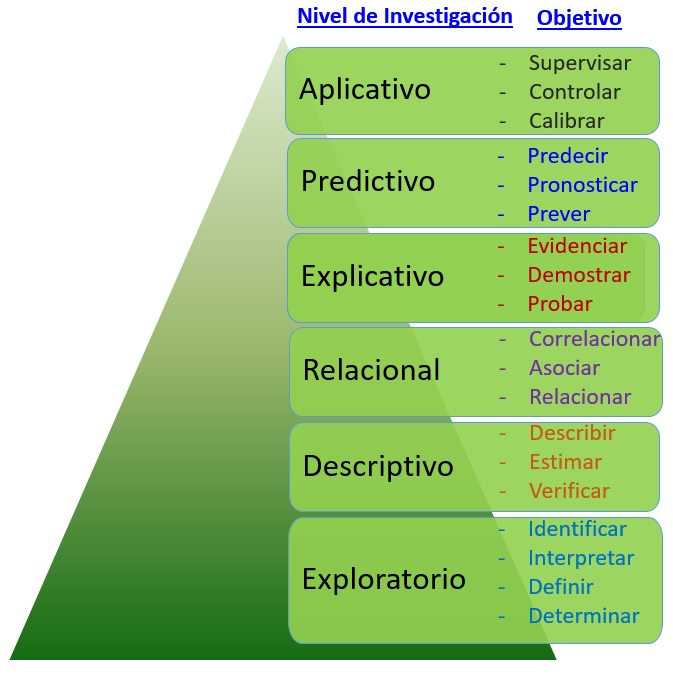 Nivel de Investigación Objetivo
Aplicativo
- Supervisar
- Controlar
- Calibrar
Predictivo
- Predecir
- Pronosticar
- Prever
Explicativo
- Evidenciar
- Demostrar
- Probar
Relacional
- Correlacionar
- Asociar
- Relacionar
Descriptivo
- Describir
- Estimar
- Verificar
Exploratorio
- Identificar
- Interpretar
- Definir
- Determinar